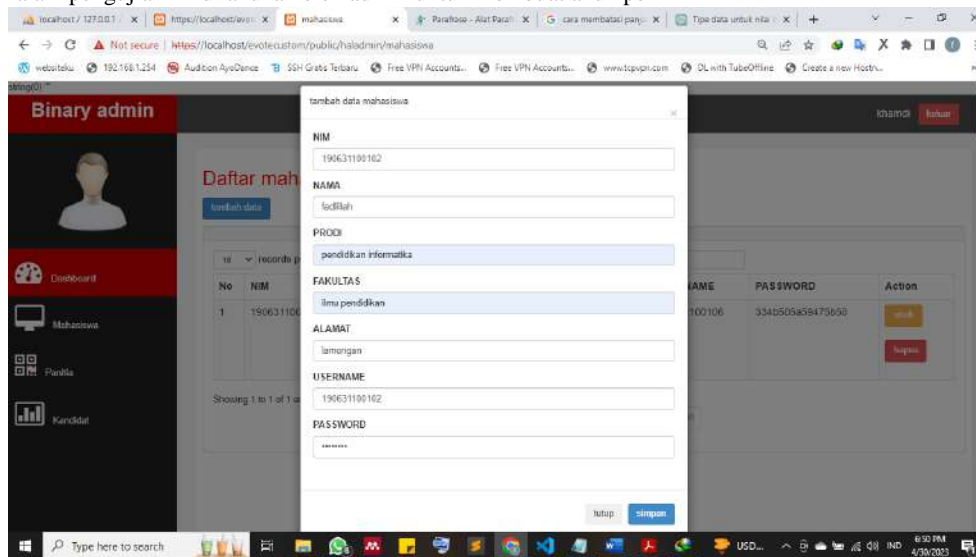 localhost / 127.0.0.1
https://localhost/evo
mahasiswa
Parafrase - Alat Paraf
cara membatasi panj
Tipe data untuk nilai
Not secure
https://localhost/evotecustom/public/haladmin/mahasiswa
websiteku
192.168.1.254
Audition AyoDance
SSH Gratis Terbaru
Free VPN Accounts...
Free VPN Accounts...
www.tcpvpn.com
DL with TubeOffline
Create a new Hostn...
string(0) ""
Binary admin
khamdi
keluar
Daftar mah
tambah data
10
records p
No
NIM
NAME
PASSWORD
Action
1
19063110
100106
ubah
hapus
Showing 1 to 1 of 1
Dashboard
Mahasiswa
Panitia
Kandidat
tambah data mahasiswa
×
NIM
190631100102
NAMA
fadlillah
PRODI
pendidikan informatika
FAKULTAS
ilmu pendidikan
ALAMAT
lamongan
USERNAME
190631100102
PASSWORD
tutup
simpan
Type here to search
USD...
IND
6:50 PM
4/30/2023